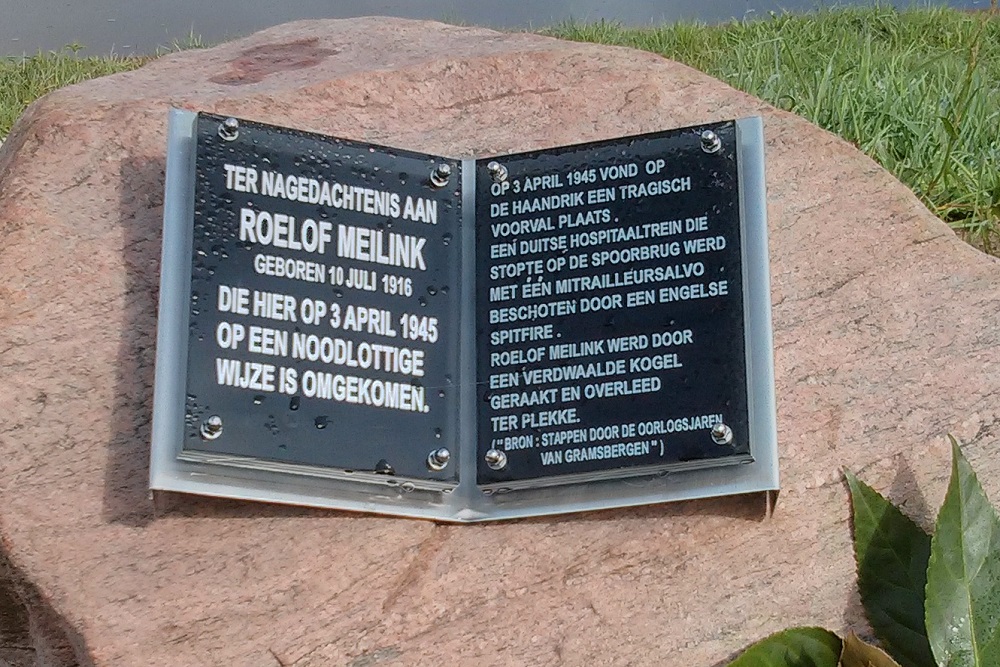 TER NAGEDACHTENIS AAN
ROELOF MEILINK
GEBOREN 10 JULI 1916
DIE HIER OP 3 APRIL 1945
OP EEN NOODLOTTIGE
WIJZE IS OMGEKOMEN.
OP 3 APRIL 1945 VOND OP
DE HAANDRIK EEN TRAGISCH
VOORVAL PLAATS .
EEN DUITSE HOSPITAALTREIN DIE
STOPTE OP DE SPOORBRUG WERD
MET ÉÉN MITRAILLEURSALVO
BESCHOTEN DOOR EEN ENGELSE
SPITFIRE .
ROELOF MEILINK WERD DOOR
EEN VERDWAALDE KOGEL
GERAAKT EN OVERLEED
TER PLEKKE.
("BRON : STAPPEN DOOR DE OORLOGSJAREN
VAN GRAMSBERGEN" )